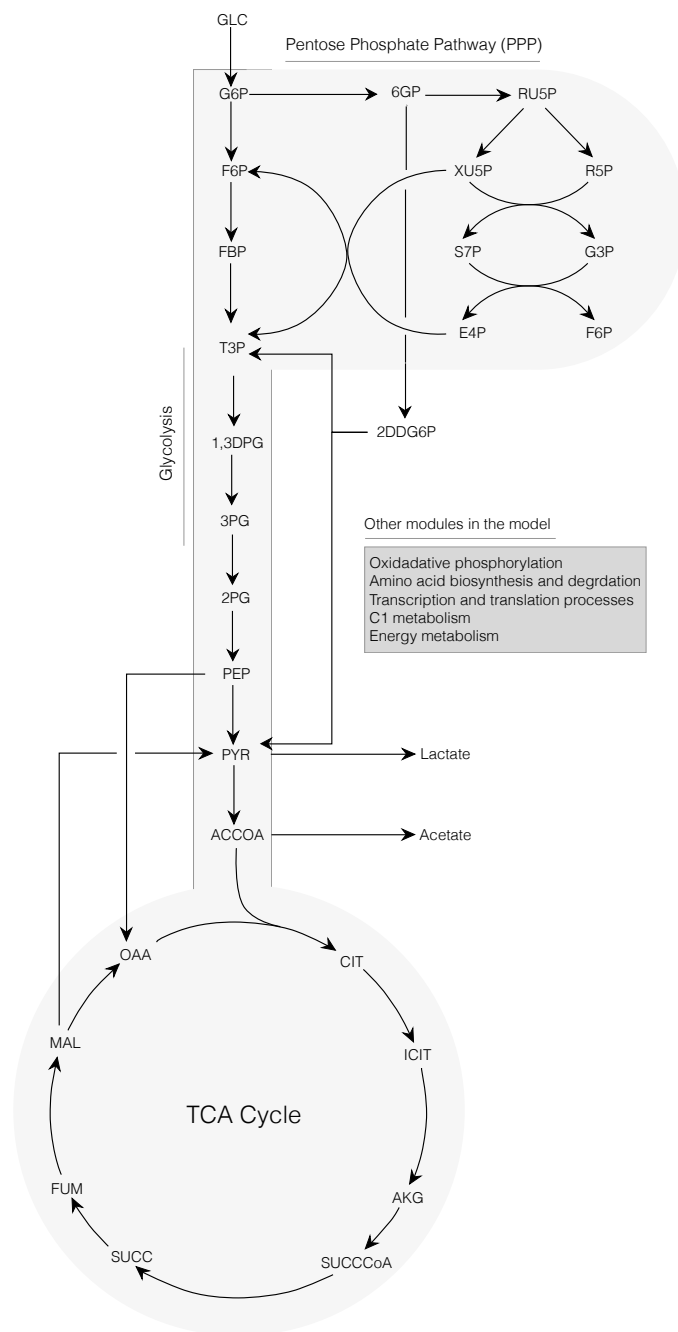 GLC
Pentose Phosphate Pathway (PPP)
G6P
6GP
RU5P
F6P
XU5P
R5P
FBP
S7P
G3P
T3P
E4P
F6P
Glycolysis
1,3DPG
2DDG6P
3PG
Other modules in the model
Oxidadative phosphorylation
Amino acid biosynthesis and degrdation
Transcription and translation processes
C1 metabolism
Energy metabolism
2PG
PEP
PYR
Lactate
ACCOA
Acetate
OAA
CIT
MAL
ICIT
TCA Cycle
FUM
AKG
SUCC
SUCCCoA